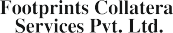 Footprints Collatera
Services Pvt. Ltd.